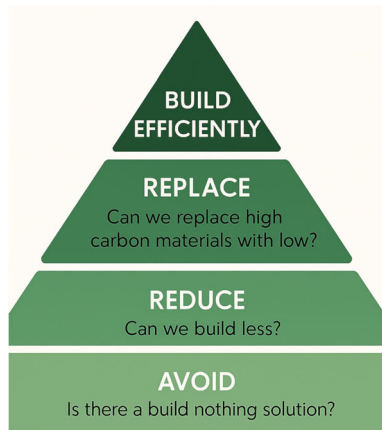 BUILD
EFFICIENTLY
REPLACE
Can we replace high
carbon materials with low?
REDUCE
Can we build less?
AVOID
Is there a build nothing solution?